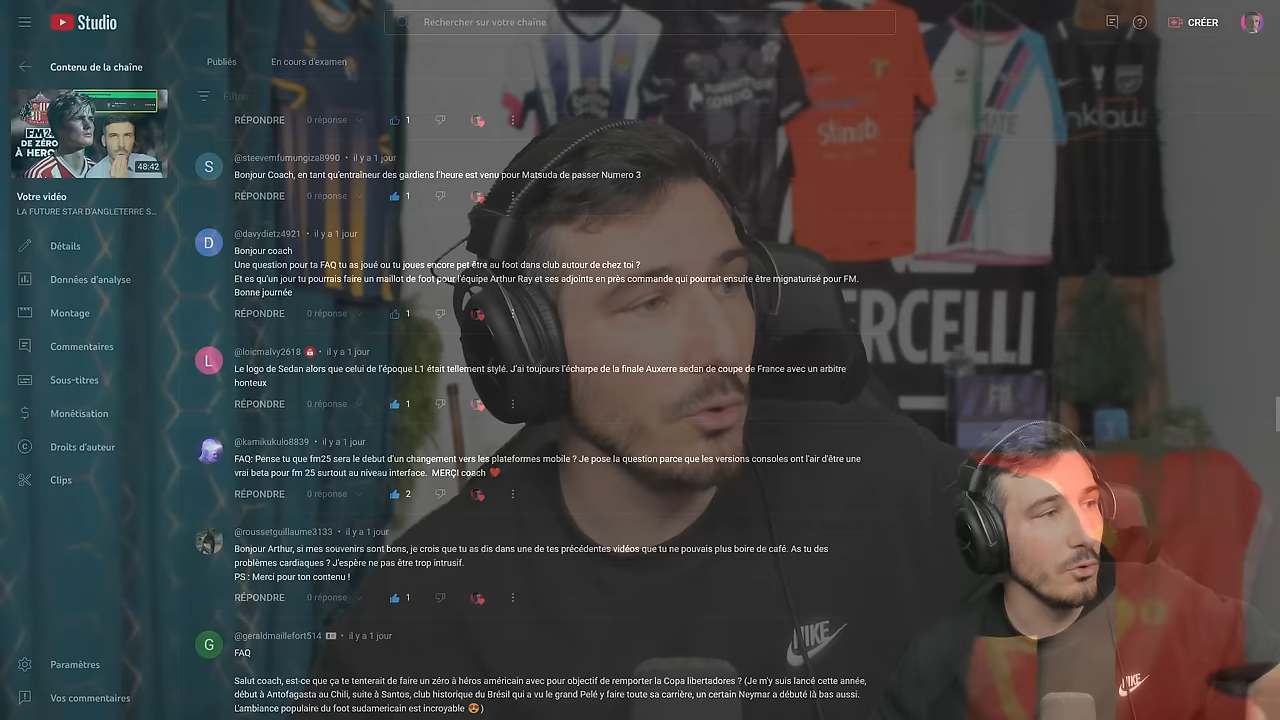 Studio
Rechercher sur votre chaîne
CRÉER
Contenu de la chaîne
Publiés
En cours d'examen
Filtrer
FM24
DE ZÉRO
À HERO
48:42
Votre vidéo
LA FUTURE STAR D'ANGLETERRE S...
Détails
Données d'analyse
Montage
Commentaires
Sous-titres
Monétisation
Droits d'auteur
Clips
Paramètres
Vos commentaires
RÉPONDRE 0 réponse 1
S
@steevemfumungiza8990 • il y a 1 jour
Bonjour Coach, en tant qu'entraîneur des gardiens l'heure est venu pour Matsuda de passer Numero 3
RÉPONDRE 0 réponse 1
D
@davydietz4921 • il y a 1 jour
Bonjour coach
Une question pour ta FAQ tu as joué ou tu joues encore pet être au foot dans club autour de chez toi ?
Et es qu'un jour tu pourrais faire un maillot de foot pour l'équipe Arthur Ray et ses adjoints en près commande qui pourrait ensuite être mignaturisé pour FM.
Bonne journée
RÉPONDRE 0 réponse 1
L
@loicmalvy2618 • il y a 1 jour
Le logo de Sedan alors que celui de l'époque L1 était tellement stylé. J'ai toujours l'écharpe de la finale Auxerre sedan de coupe de France avec un arbitre
honteux
RÉPONDRE 0 réponse 1
@kamikukulo8839 • il y a 1 jour
FAQ: Pense tu que fm25 sera le debut d'un changement vers les plateformes mobile ? Je pose la question parce que les versions consoles ont l'air d'être une
vrai beta pour fm 25 surtout au niveau interface. MERÇI coach ❤️
RÉPONDRE 0 réponse 2
@roussetguillaume3133 • il y a 1 jour
Bonjour Arthur, si mes souvenirs sont bons, je crois que tu as dis dans une de tes précédentes vidéos que tu ne pouvais plus boire de café. As tu des
problèmes cardiaques ? J'espère ne pas être trop intrusif.
PS : Merci pour ton contenu !
RÉPONDRE 0 réponse 1
G
@geraldmaillefort514 • il y a 1 jour
FAQ
Salut coach, est-ce que ça te tenterait de faire un zéro à héros américain avec pour objectif de remporter la Copa libertadores ? (Je m'y suis lancé cette année,
début à Antofagasta au Chili, suite à Santos, club historique du Brésil qui a vu le grand Pelé y faire toute sa carrière, un certain Neymar a débuté là bas aussi.
L'ambiance populaire du foot sudamericain est incroyable 😍)
ERCELLI
NIKE
NIKE